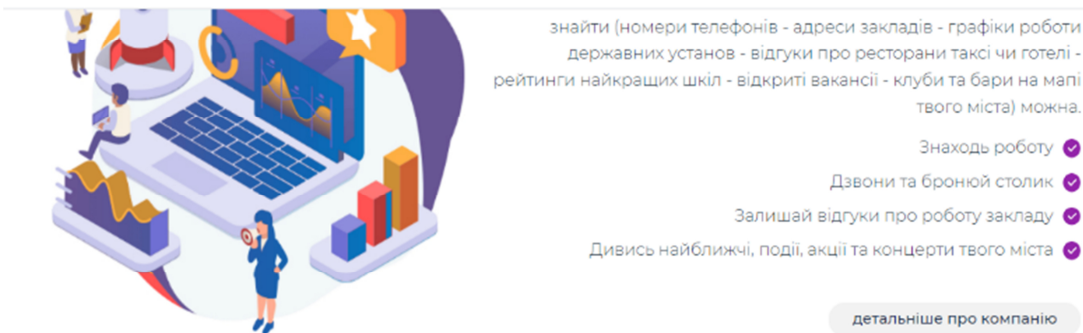 знайти (номери телефонів - адреси закладів - графіки роботи
державних установ - відгуки про ресторани таксі чи готелі -
рейтинги найкращих шкіл - відкриті вакансії - клуби та бари на мапі
твого міста) можна.
Знаходь роботу
Дзвони та бронюй столик
Залишай відгуки про роботу закладу
Дивись найближчі, події, акції та концерти твого міста
детальніше про компанію